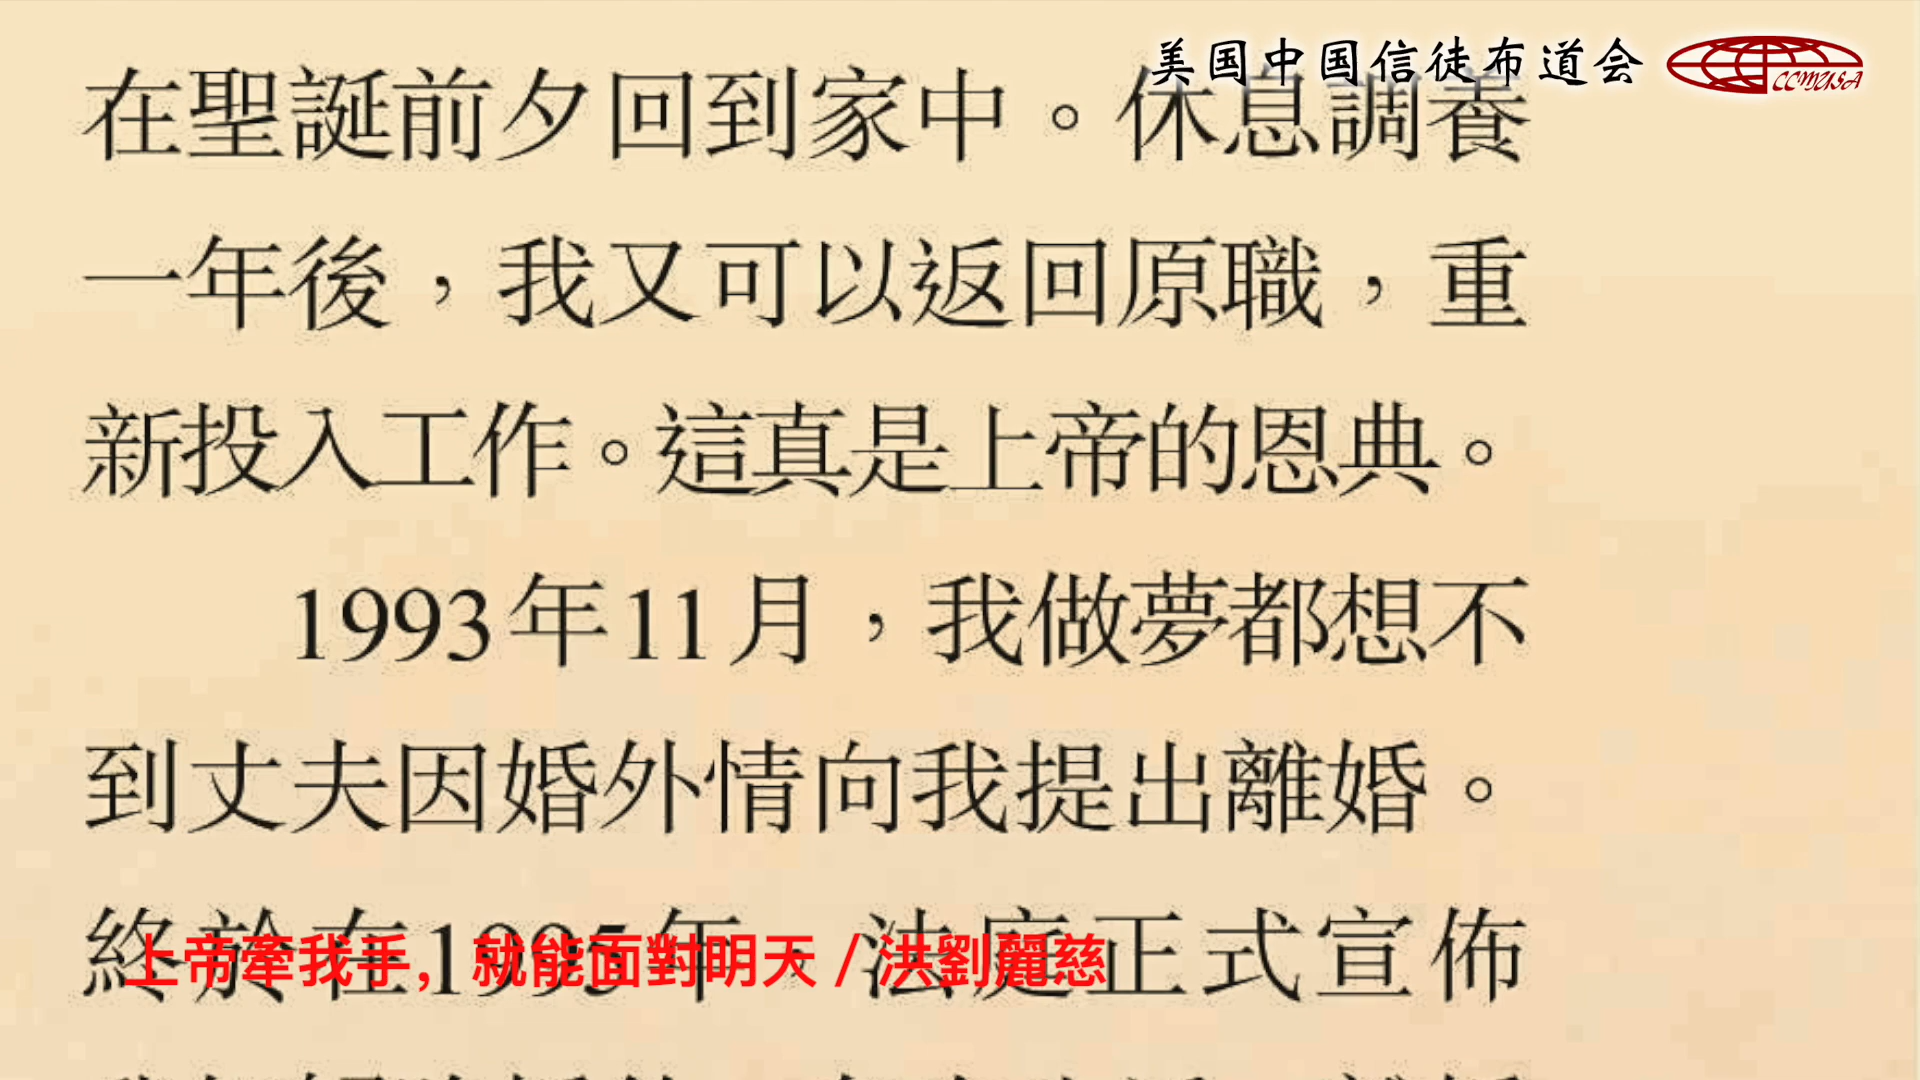 美国中国信徒布道会 CCMUSA
在聖誕前夕回到家中。休息調養
一年後，我又可以返回原職，重
新投入工作。這真是上帝的恩典。
1993年11月，我做夢都想不
到丈夫因婚外情向我提出離婚。
終於在1995年，法庭正式宣佈
上帝牽我手，就能面對明天 / 洪劉麗慈